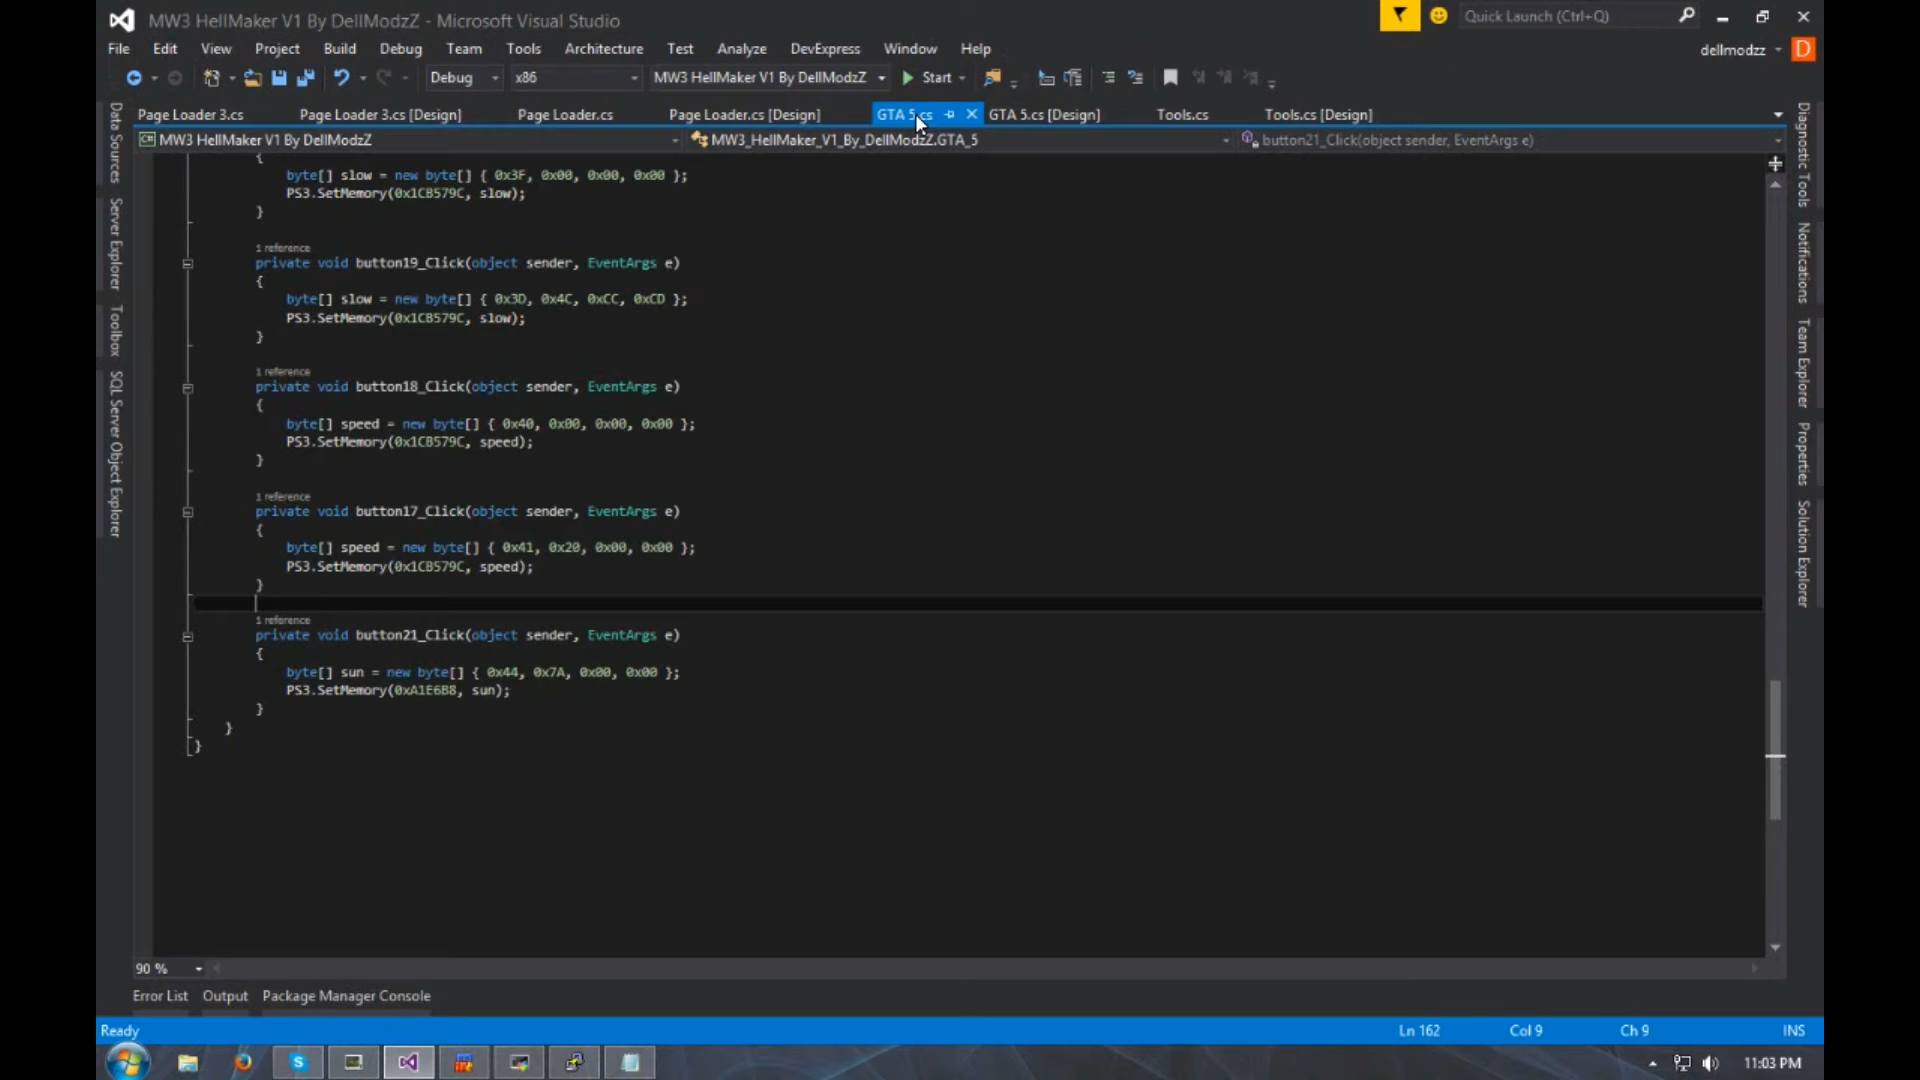 MW3 HellMaker V1 By DellModzZ - Microsoft Visual Studio
Quick Launch (Ctrl+Q)
File Edit View Project Build Debug Team Tools Architecture Test Analyze DevExpress Window Help
dellmodzz D
Debug x86 MW3 HellMaker V1 By DellModzZ Start
Page Loader 3.cs Page Loader 3.cs [Design] Page Loader.cs Page Loader.cs [Design] GTA 5.cs GTA 5.cs [Design] Tools.cs Tools.cs [Design]
MW3 HellMaker V1 By DellModzZ MW3_HellMaker_V1_By_DellModzZ.GTA_5 button21_Click(object sender, EventArgs e)
Data Sources
Server Explorer
Toolbox
SQL Server Object Explorer
{
byte[] slow = new byte[] { 0x3F, 0x00, 0x00, 0x00 };
PS3.SetMemory(0x1CB579C, slow);
}
1 reference
private void button19_Click(object sender, EventArgs e)
{
byte[] slow = new byte[] { 0x3D, 0x4C, 0xCC, 0xCD };
PS3.SetMemory(0x1CB579C, slow);
}
1 reference
private void button18_Click(object sender, EventArgs e)
{
byte[] speed = new byte[] { 0x40, 0x00, 0x00, 0x00 };
PS3.SetMemory(0x1CB579C, speed);
}
1 reference
private void button17_Click(object sender, EventArgs e)
{
byte[] speed = new byte[] { 0x41, 0x20, 0x00, 0x00 };
PS3.SetMemory(0x1CB579C, speed);
}
1 reference
private void button21_Click(object sender, EventArgs e)
{
byte[] sun = new byte[] { 0x44, 0x7A, 0x00, 0x00 };
PS3.SetMemory(0xA1E6B8, sun);
}
}
}
Diagnostic Tools
Notifications
Team Explorer
Properties
Solution Explorer
90 %
Error List Output Package Manager Console
Ready Ln 162 Col 9 Ch 9 INS
11:03 PM